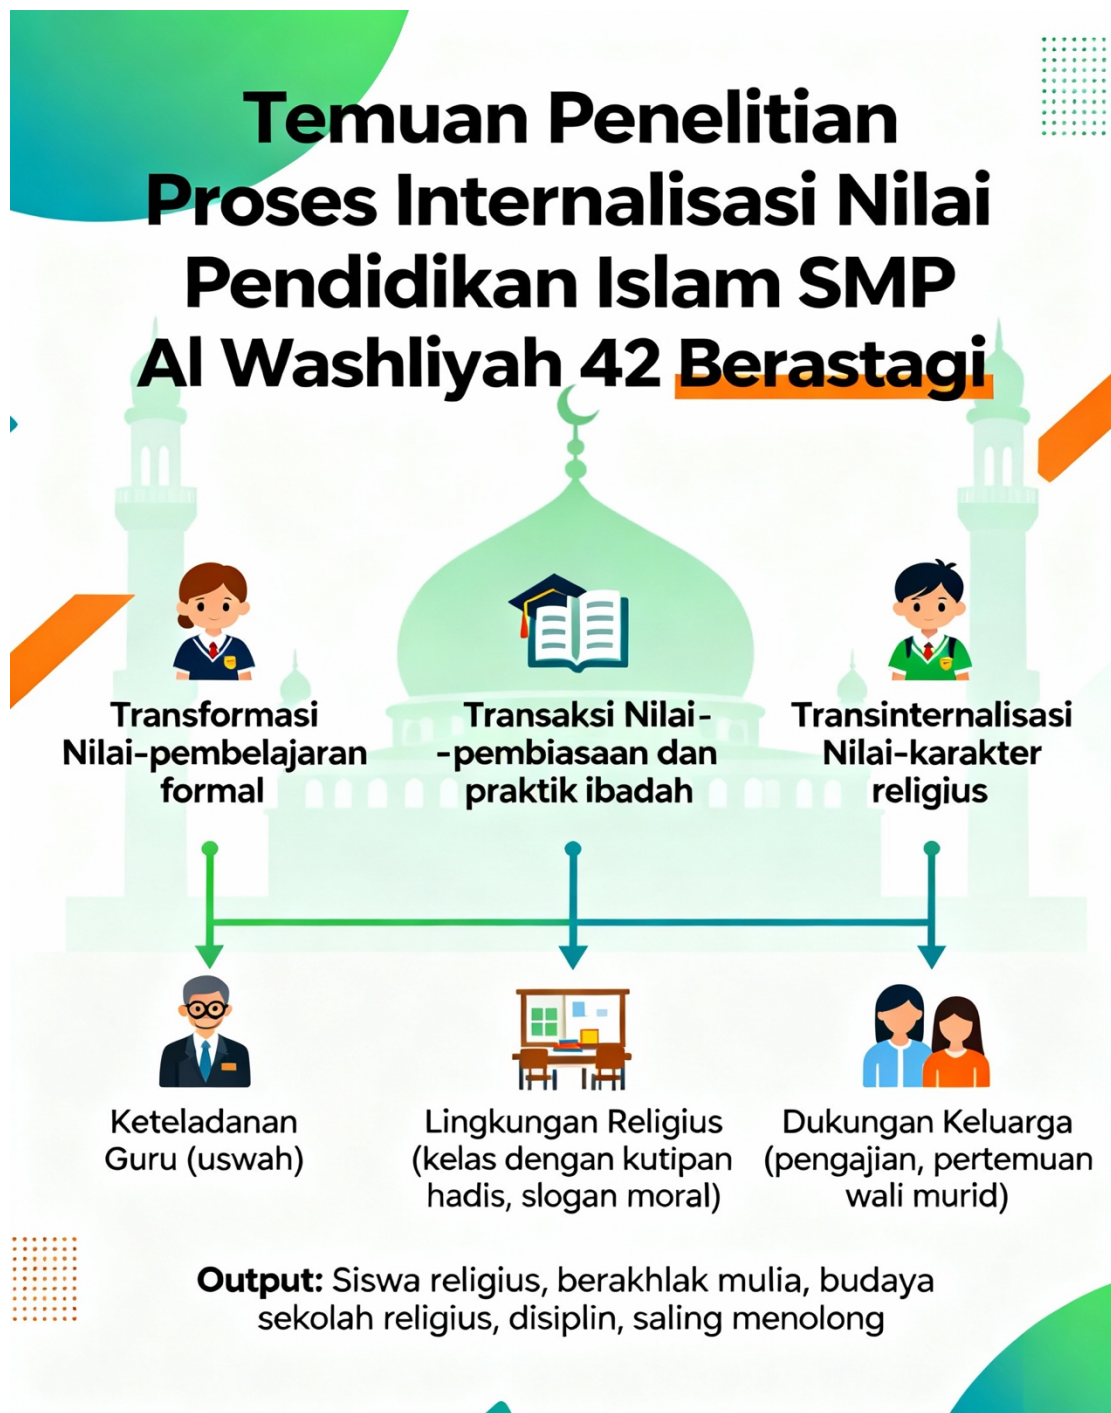 Temuan Penelitian
Proses Internalisasi Nilai
Pendidikan Islam SMP
Al Washliyah 42 Berastagi
Transformasi
Nilai-pembelajaran
formal
Transaksi Nilai-
-pembiasaan dan
praktik ibadah
Transinternalisasi
Nilai-karakter
religius
Keteladanan
Guru (uswah)
Lingkungan Religius
(kelas dengan kutipan
hadis, slogan moral)
Dukungan Keluarga
(pengajian, pertemuan
wali murid)
Output: Siswa religius, berakhlak mulia, budaya
sekolah religius, disiplin, saling menolong